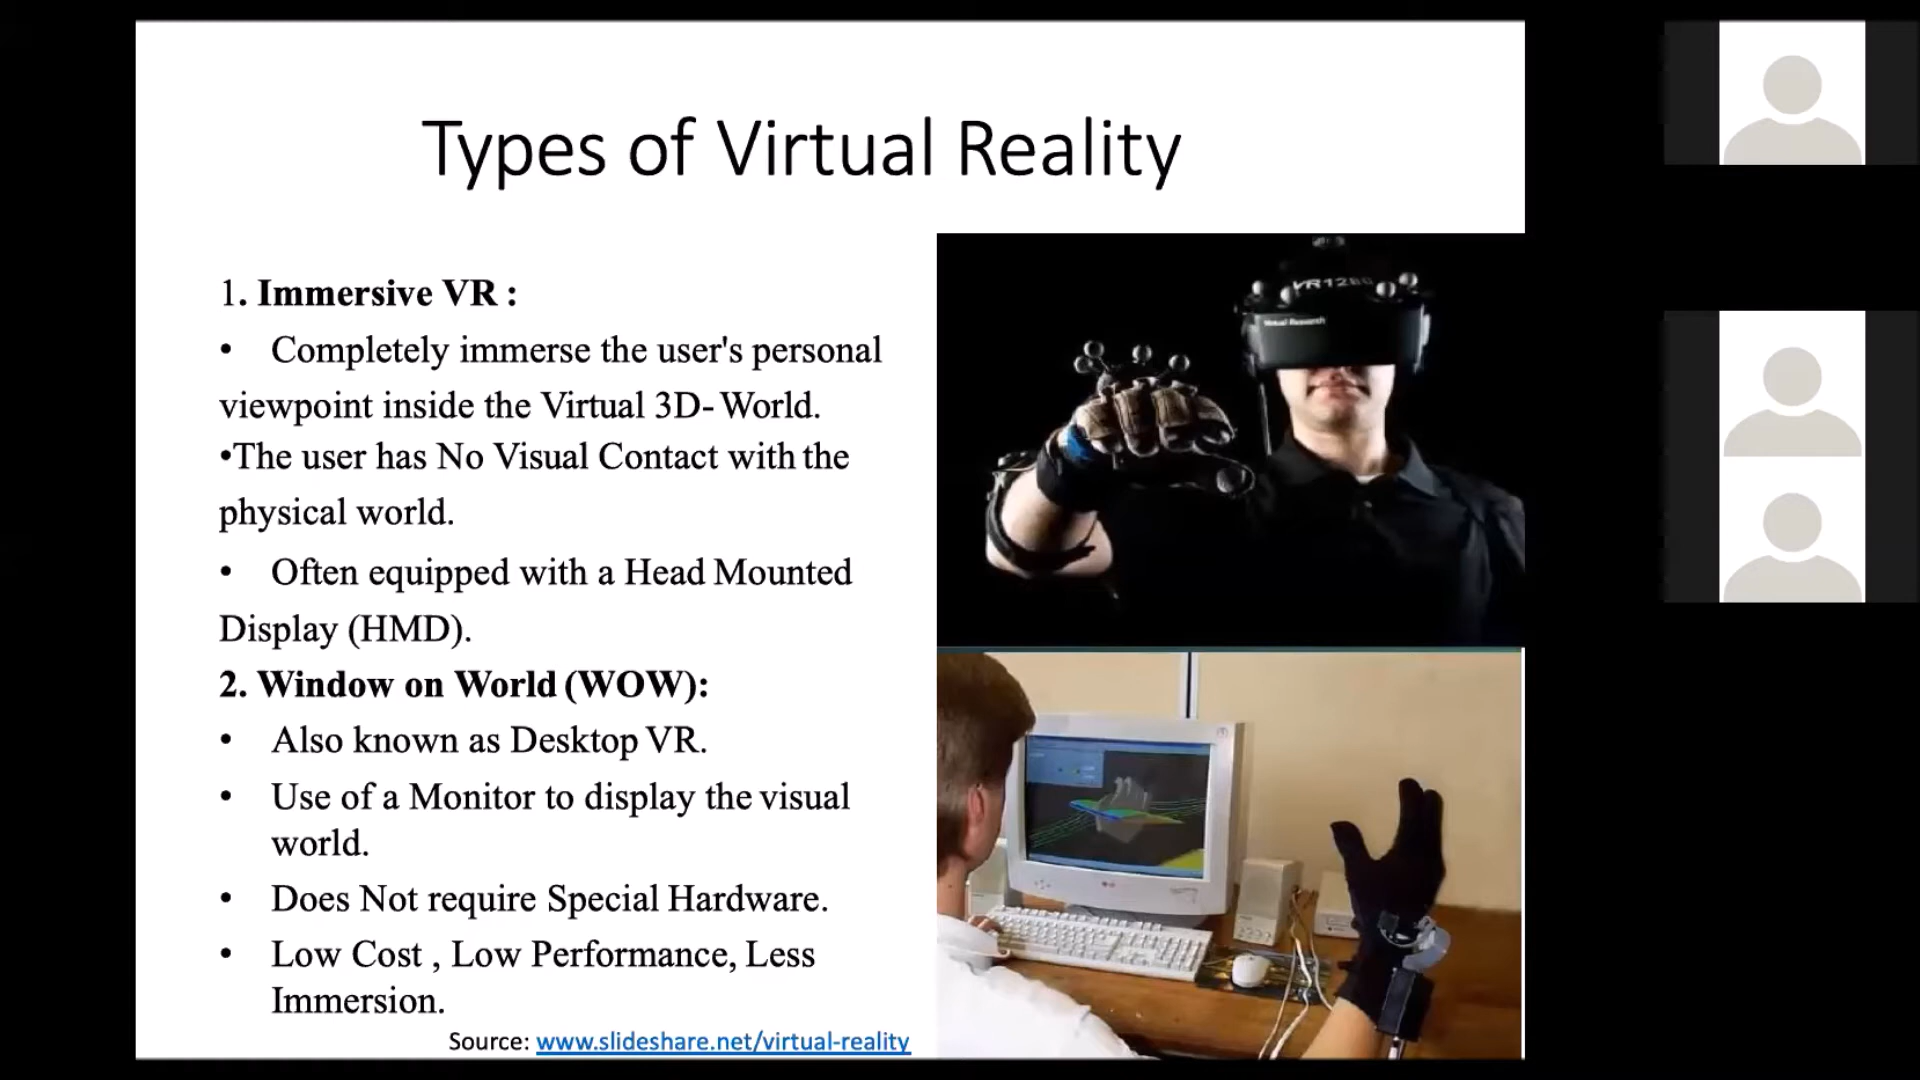 Types of Virtual Reality
1. Immersive VR :
• Completely immerse the user's personal
viewpoint inside the Virtual 3D-World.
•The user has No Visual Contact with the
physical world.
• Often equipped with a Head Mounted
Display (HMD).
2. Window on World (WOW):
• Also known as Desktop VR.
• Use of a Monitor to display the visual
world.
• Does Not require Special Hardware.
• Low Cost , Low Performance, Less
Immersion.
Source: www.slideshare.net/virtual-reality
VR1280
Virtual Research